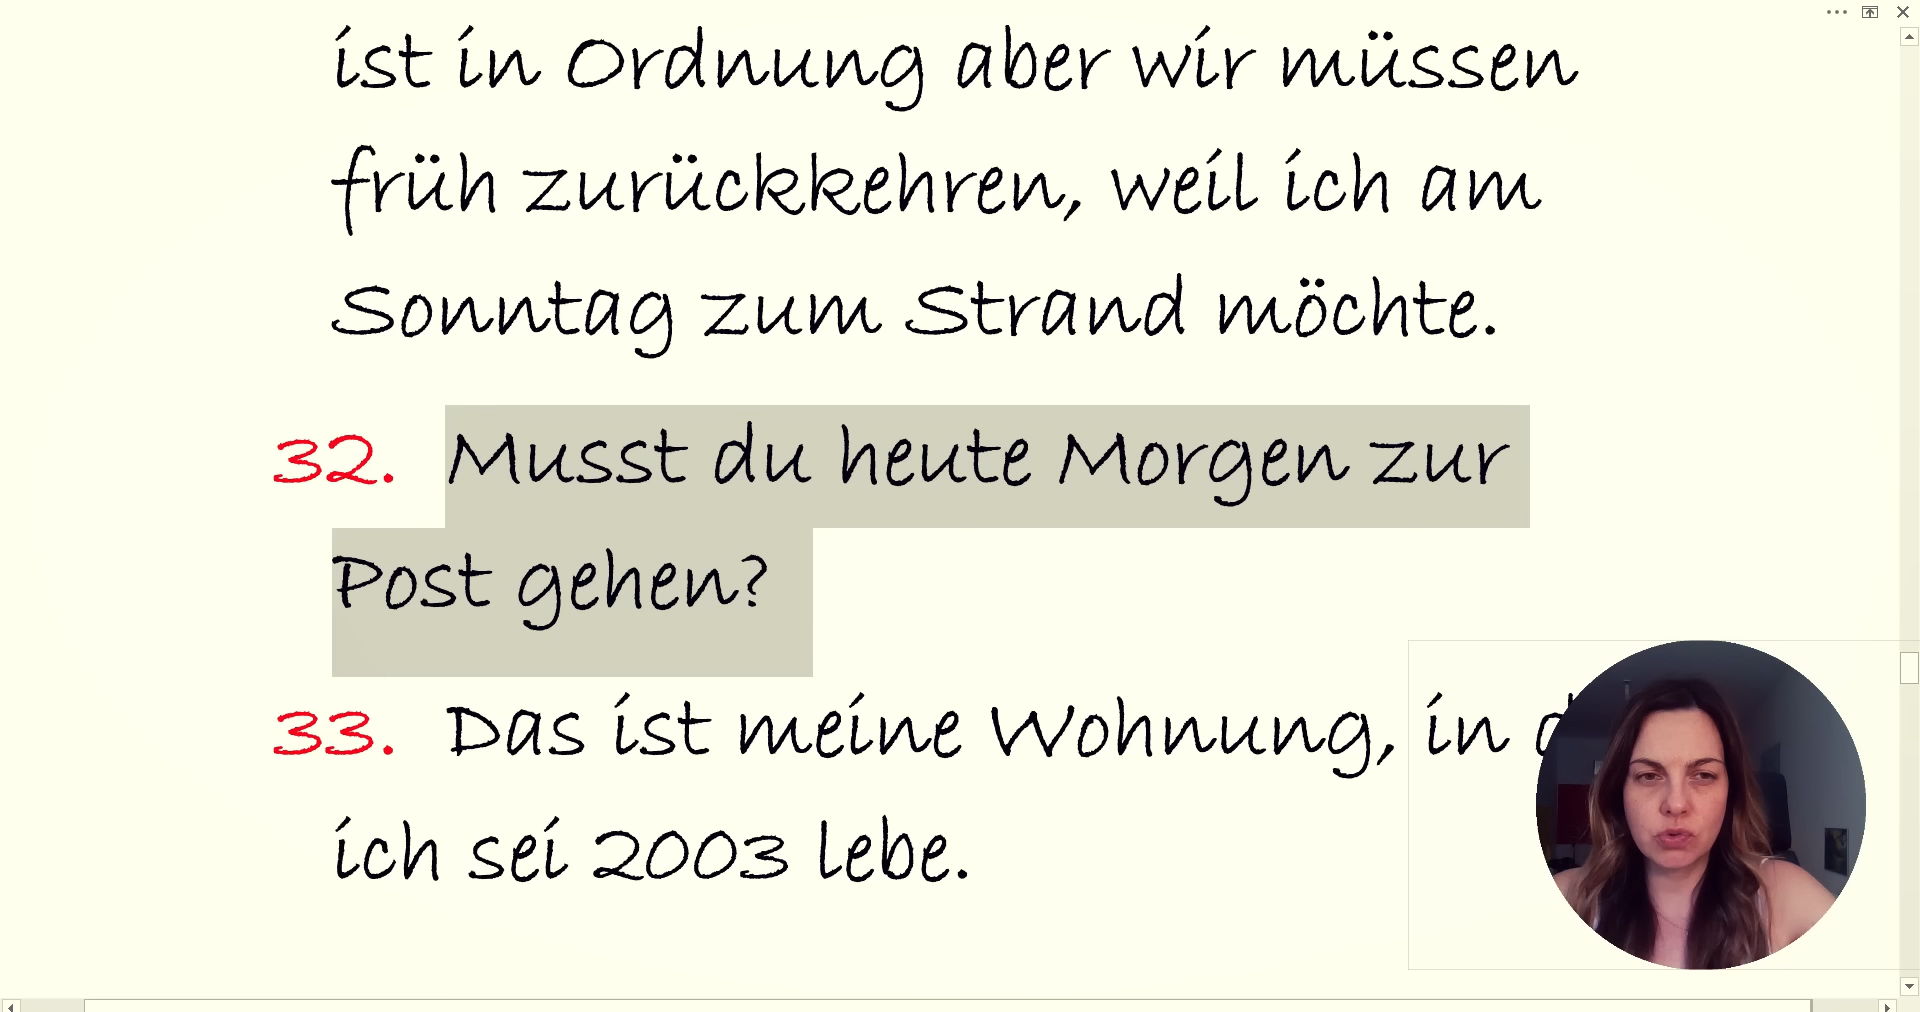 ist in Ordnung aber wir müssen
früh zurückkehren, weil ich am
Sonntag zum Strand möchte.
32. Musst du heute Morgen zur
Post gehen?
33. Das ist meine Wohnung, in
ich sei 2003 lebe.